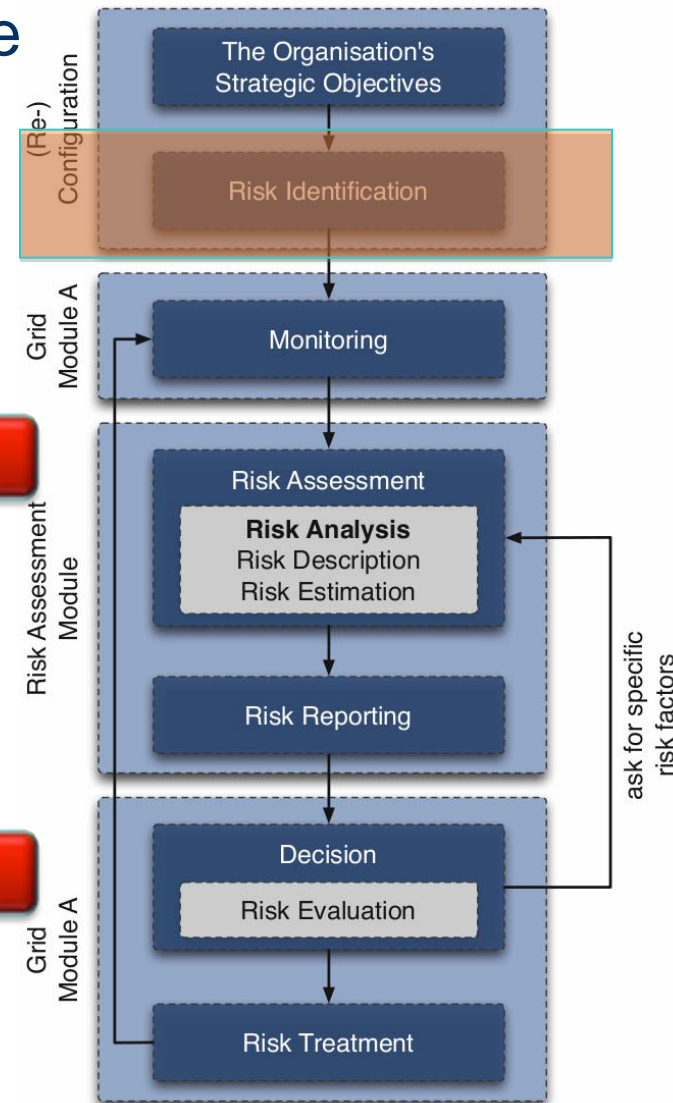 e
The Organisation's
Strategic Objectives
(Re-)
Configuration
Risk Identification
Grid
Module A
Monitoring
Risk Assessment
Module
Risk Assessment
Risk Analysis
Risk Description
Risk Estimation
Risk Reporting
ask for specific
risk factors
Grid
Module A
Decision
Risk Evaluation
Risk Treatment